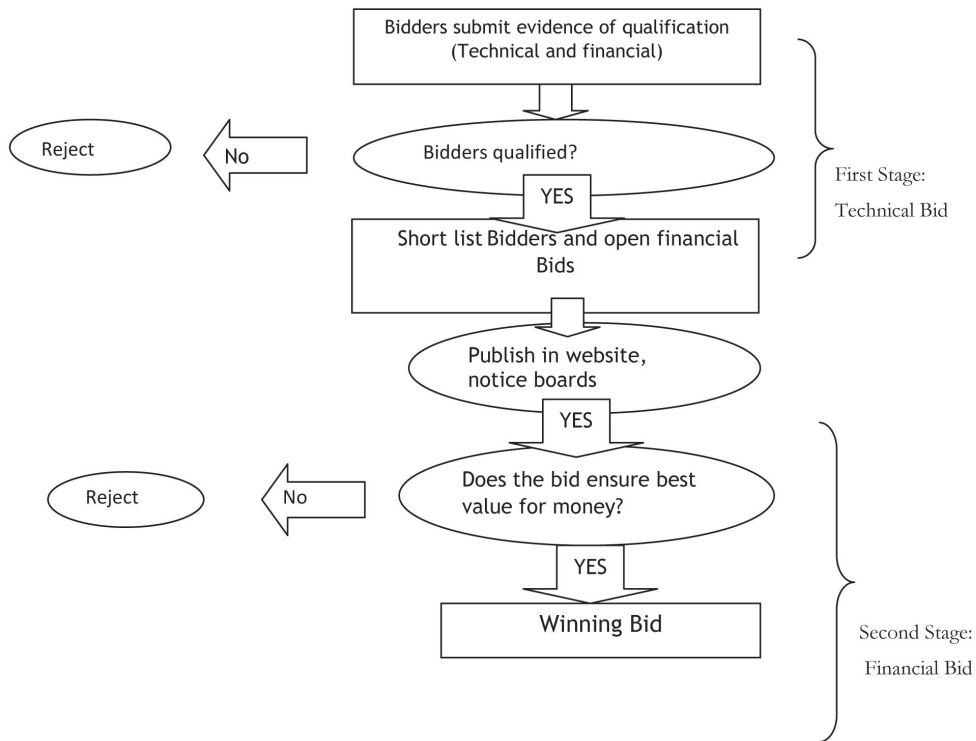 Bidders submit evidence of qualification
(Technical and financial)
Reject
No
Bidders qualified?
First Stage:
Technical Bid
YES
Short list Bidders and open financial
Bids
Publish in website,
notice boards
YES
Does the bid ensure best
value for money?
Reject
No
YES
Winning Bid
Second Stage:
Financial Bid